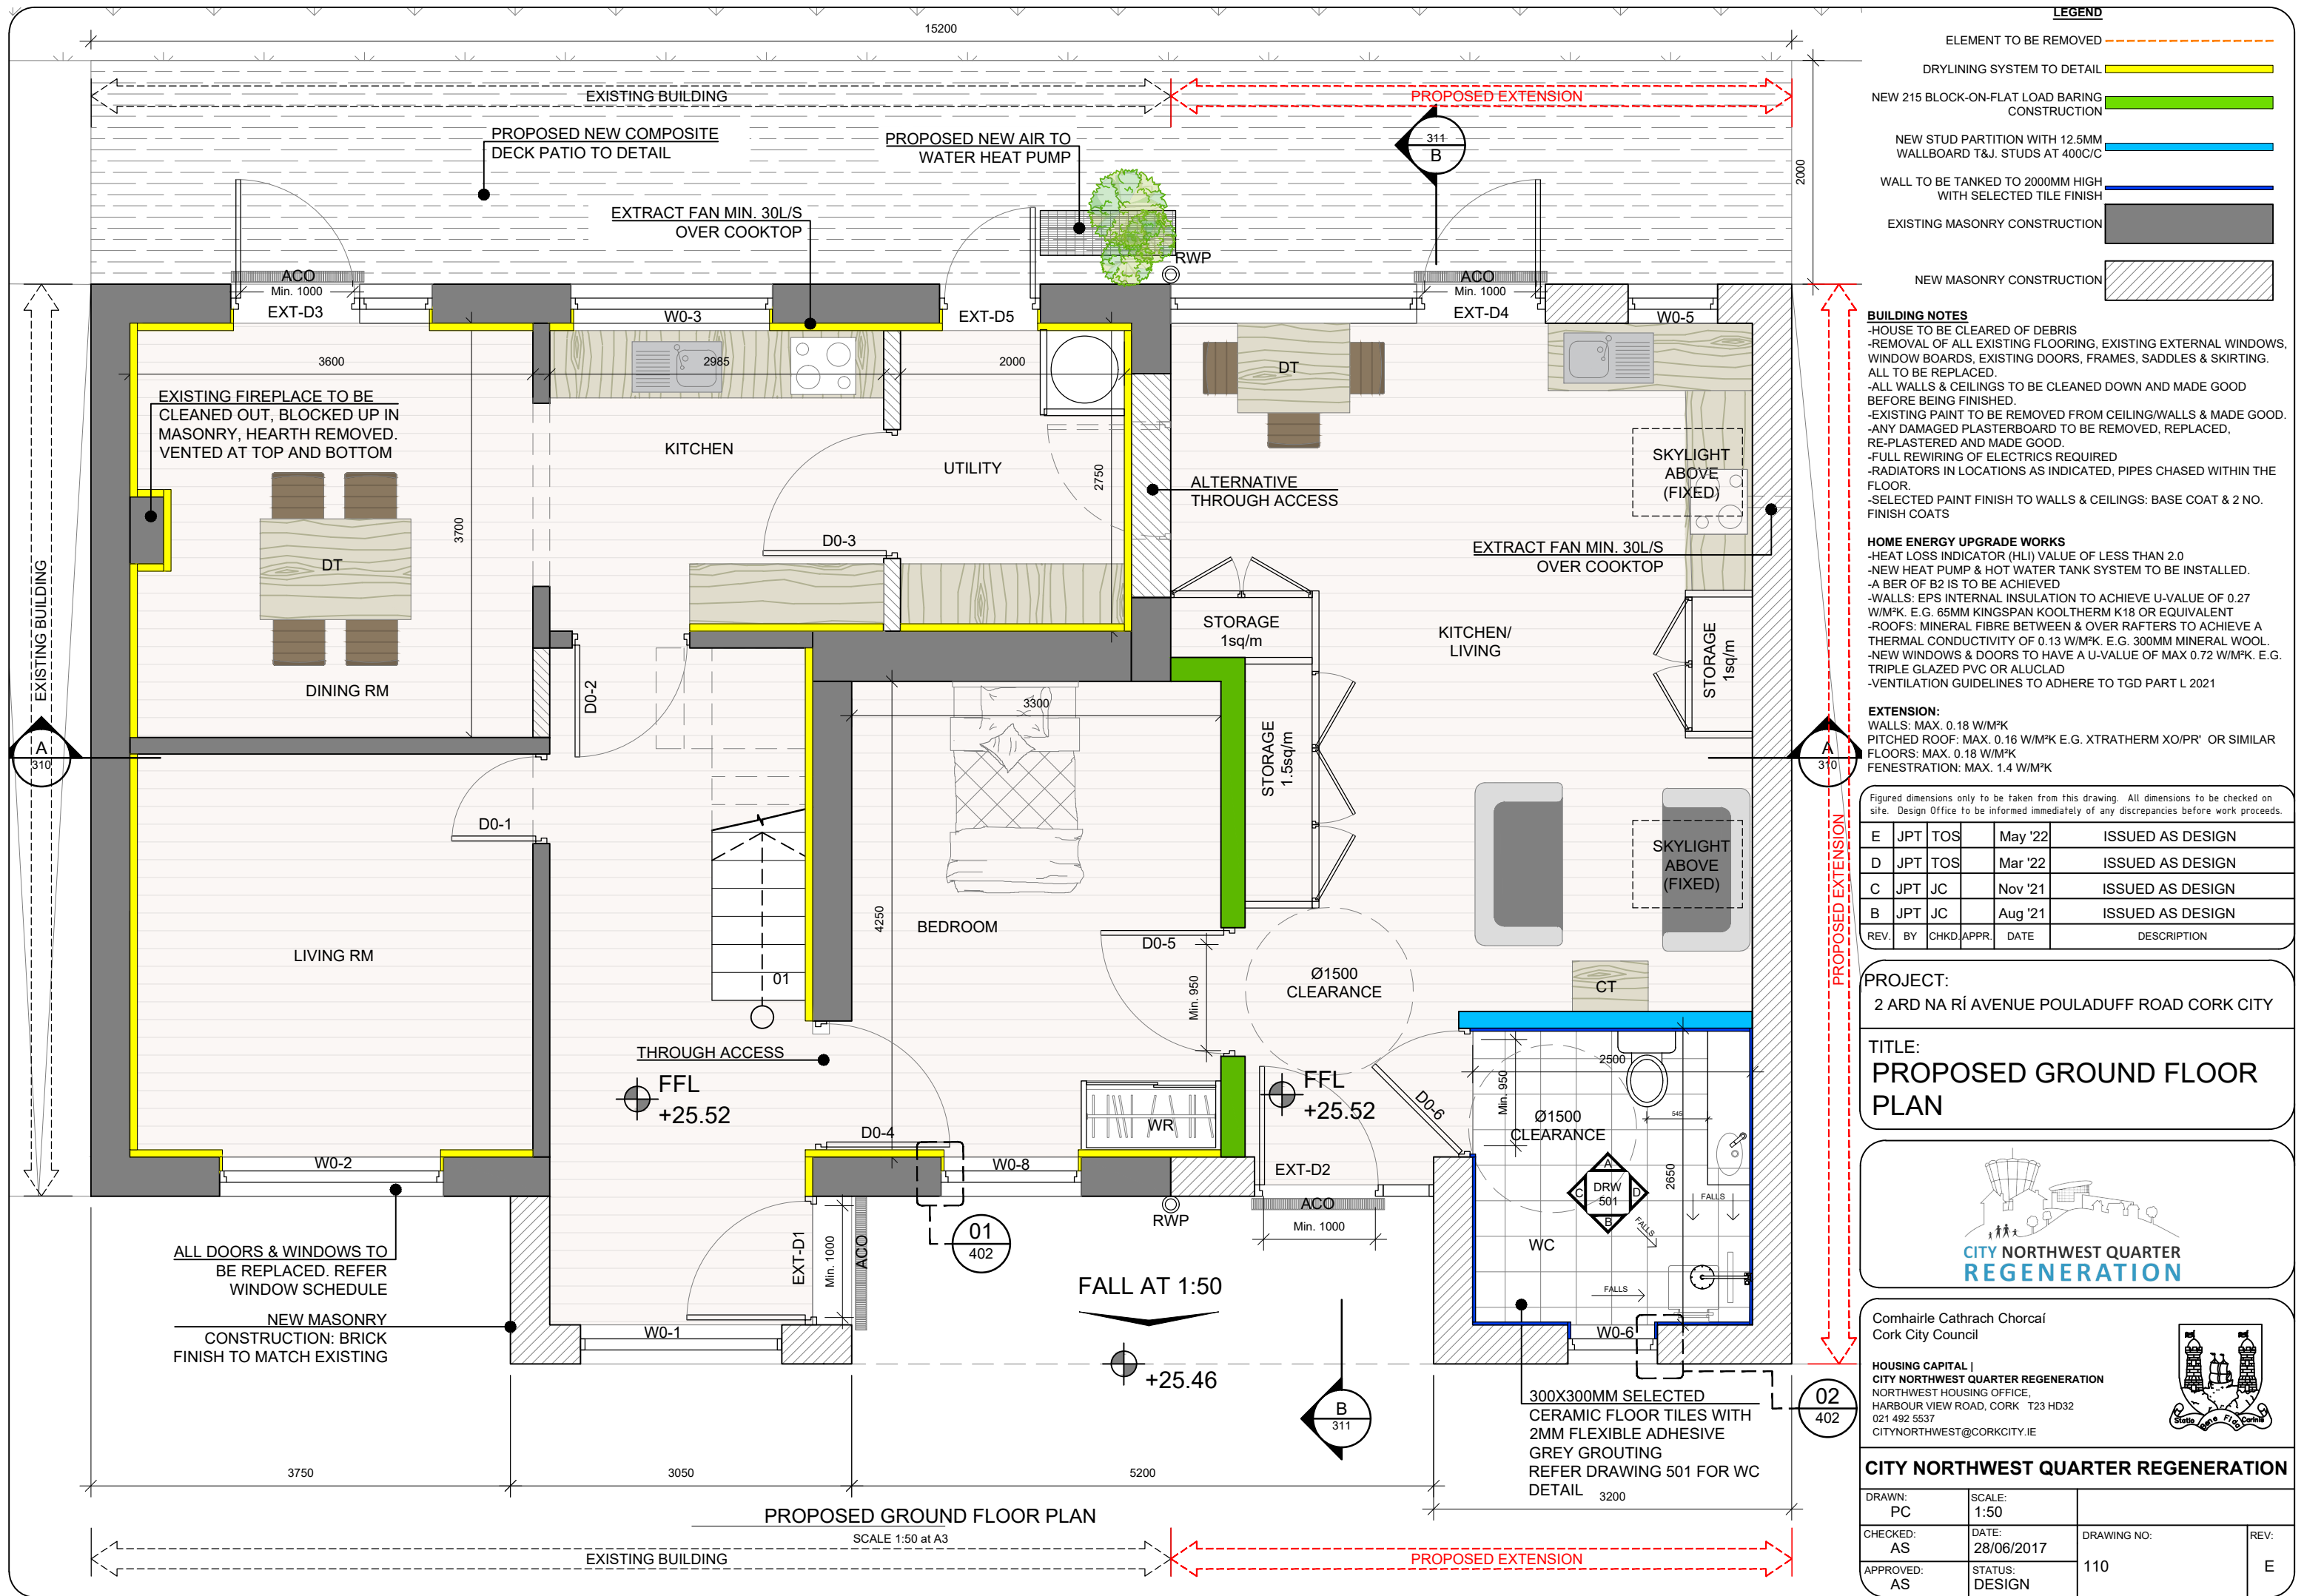 15200
EXISTING BUILDING
PROPOSED EXTENSION
PROPOSED NEW COMPOSITE
DECK PATIO TO DETAIL
PROPOSED NEW AIR TO
WATER HEAT PUMP
311
B
2000
EXTRACT FAN MIN. 30L/S
OVER COOKTOP
RWP
ACO
Min. 1000
EXT-D3
W0-3
EXT-D5
ACO
Min. 1000
EXT-D4
W0-5
3600
2985
2000
DT
EXISTING FIREPLACE TO BE
CLEANED OUT, BLOCKED UP IN
MASONRY, HEARTH REMOVED.
VENTED AT TOP AND BOTTOM
KITCHEN
UTILITY
2750
3700
ALTERNATIVE
THROUGH ACCESS
SKYLIGHT
ABOVE
(FIXED)
D0-3
EXTRACT FAN MIN. 30L/S
OVER COOKTOP
DT
EXISTING BUILDING
STORAGE
1sq/m
KITCHEN/
LIVING
STORAGE
1sq/m
DINING RM
D0-2
3300
STORAGE
1.5sq/m
A
310
A
310
D0-1
SKYLIGHT
ABOVE
(FIXED)
PROPOSED EXTENSION
4250
BEDROOM
D0-5
LIVING RM
01
Min. 950
Ø1500
CLEARANCE
CT
THROUGH ACCESS
FFL
+25.52
FFL
+25.52
2500
Min. 950
D0-6
545
Ø1500
CLEARANCE
WR
D0-4
W0-2
W0-8
EXT-D2
2650
A
C
DRW
501
D
B
FALLS
FALLS
FALLS
WC
ACO
Min. 1000
RWP
01
402
EXT-D1
Min. 1000
ACO
ALL DOORS & WINDOWS TO
BE REPLACED. REFER
WINDOW SCHEDULE
NEW MASONRY
CONSTRUCTION: BRICK
FINISH TO MATCH EXISTING
FALL AT 1:50
W0-1
W0-6
+25.46
B
311
300X300MM SELECTED
CERAMIC FLOOR TILES WITH
2MM FLEXIBLE ADHESIVE
GREY GROUTING
REFER DRAWING 501 FOR WC
DETAIL
02
402
3750
3050
5200
3200
PROPOSED GROUND FLOOR PLAN
SCALE 1:50 at A3
EXISTING BUILDING
PROPOSED EXTENSION
LEGEND
ELEMENT TO BE REMOVED
DRYLINING SYSTEM TO DETAIL
NEW 215 BLOCK-ON-FLAT LOAD BARING
CONSTRUCTION
NEW STUD PARTITION WITH 12.5MM
WALLBOARD T&J. STUDS AT 400C/C
WALL TO BE TANKED TO 2000MM HIGH
WITH SELECTED TILE FINISH
EXISTING MASONRY CONSTRUCTION
NEW MASONRY CONSTRUCTION
BUILDING NOTES
-HOUSE TO BE CLEARED OF DEBRIS
-REMOVAL OF ALL EXISTING FLOORING, EXISTING EXTERNAL WINDOWS,
WINDOW BOARDS, EXISTING DOORS, FRAMES, SADDLES & SKIRTING.
ALL TO BE REPLACED.
-ALL WALLS & CEILINGS TO BE CLEANED DOWN AND MADE GOOD
BEFORE BEING FINISHED.
-EXISTING PAINT TO BE REMOVED FROM CEILING/WALLS & MADE GOOD.
-ANY DAMAGED PLASTERBOARD TO BE REMOVED, REPLACED,
RE-PLASTERED AND MADE GOOD.
-FULL REWIRING OF ELECTRICS REQUIRED
-RADIATORS IN LOCATIONS AS INDICATED, PIPES CHASED WITHIN THE
FLOOR.
-SELECTED PAINT FINISH TO WALLS & CEILINGS: BASE COAT & 2 NO.
FINISH COATS
HOME ENERGY UPGRADE WORKS
-HEAT LOSS INDICATOR (HLI) VALUE OF LESS THAN 2.0
-NEW HEAT PUMP & HOT WATER TANK SYSTEM TO BE INSTALLED.
-A BER OF B2 IS TO BE ACHIEVED
-WALLS: EPS INTERNAL INSULATION TO ACHIEVE U-VALUE OF 0.27
W/M²K. E.G. 65MM KINGSPAN KOOLTHERM K18 OR EQUIVALENT
-ROOFS: MINERAL FIBRE BETWEEN & OVER RAFTERS TO ACHIEVE A
THERMAL CONDUCTIVITY OF 0.13 W/M²K. E.G. 300MM MINERAL WOOL.
-NEW WINDOWS & DOORS TO HAVE A U-VALUE OF MAX 0.72 W/M²K. E.G.
TRIPLE GLAZED PVC OR ALUCLAD
-VENTILATION GUIDELINES TO ADHERE TO TGD PART L 2021
EXTENSION:
WALLS: MAX. 0.18 W/M²K
PITCHED ROOF: MAX. 0.16 W/M²K E.G. XTRATHERM XO/PR' OR SIMILAR
FLOORS: MAX. 0.18 W/M²K
FENESTRATION: MAX. 1.4 W/M²K
Figured dimensions only to be taken from this drawing. All dimensions to be checked on
site. Design Office to be informed immediately of any discrepancies before work proceeds.
E JPT TOS May '22 ISSUED AS DESIGN
D JPT TOS Mar '22 ISSUED AS DESIGN
C JPT JC Nov '21 ISSUED AS DESIGN
B JPT JC Aug '21 ISSUED AS DESIGN
REV. BY CHKD. APPR. DATE DESCRIPTION
PROJECT:
2 ARD NA RÍ AVENUE POULADUFF ROAD CORK CITY
TITLE:
PROPOSED GROUND FLOOR
PLAN
CITY NORTHWEST QUARTER
REGENERATION
Comhairle Cathrach Chorcaí
Cork City Council
HOUSING CAPITAL |
CITY NORTHWEST QUARTER REGENERATION
NORTHWEST HOUSING OFFICE,
HARBOUR VIEW ROAD, CORK T23 HD32
021 492 5537
CITYNORTHWEST@CORKCITY.IE
Statio Bene Fida Carinis
CITY NORTHWEST QUARTER REGENERATION
DRAWN:
PC
SCALE:
1:50
CHECKED:
AS
DATE:
28/06/2017
DRAWING NO:
110
REV:
E
APPROVED:
AS
STATUS:
DESIGN